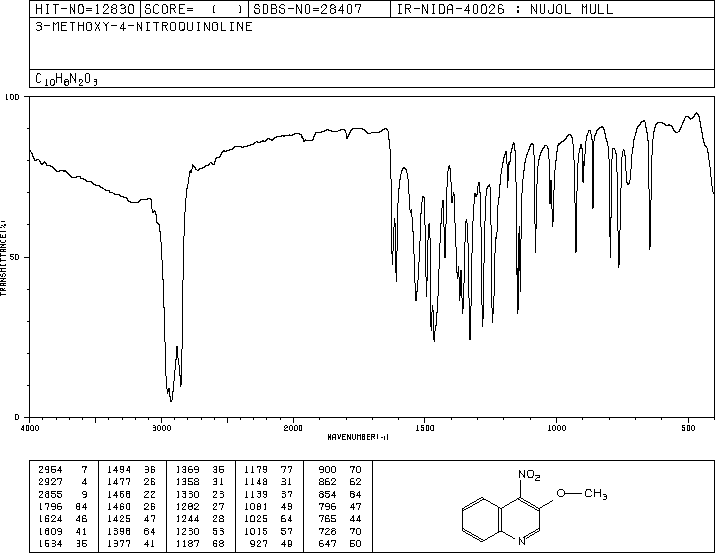 HIT-NO=12830 SCORE= ( ) SDBS-NO=28407 IR-NIDA-40026 : NUJOL MULL
3-METHOXY-4-NITROQUINOLINE
C10H8N2O3
100
50
0
TRANSMITTANCE(%)
4000 3000 2000 1500 1000 500
WAVENUMBER(-1)
2954 7 1494 36 1369 36 1179 77 900 70
2927 4 1477 26 1358 31 1148 31 862 62
2855 9 1468 22 1330 23 1139 37 854 84
1796 84 1460 26 1282 27 1081 49 796 47
1624 46 1425 47 1244 28 1025 64 765 44
1609 41 1398 64 1230 53 1015 57 728 70
1534 35 1377 41 1187 68 927 49 647 50
NO2
O CH3
N